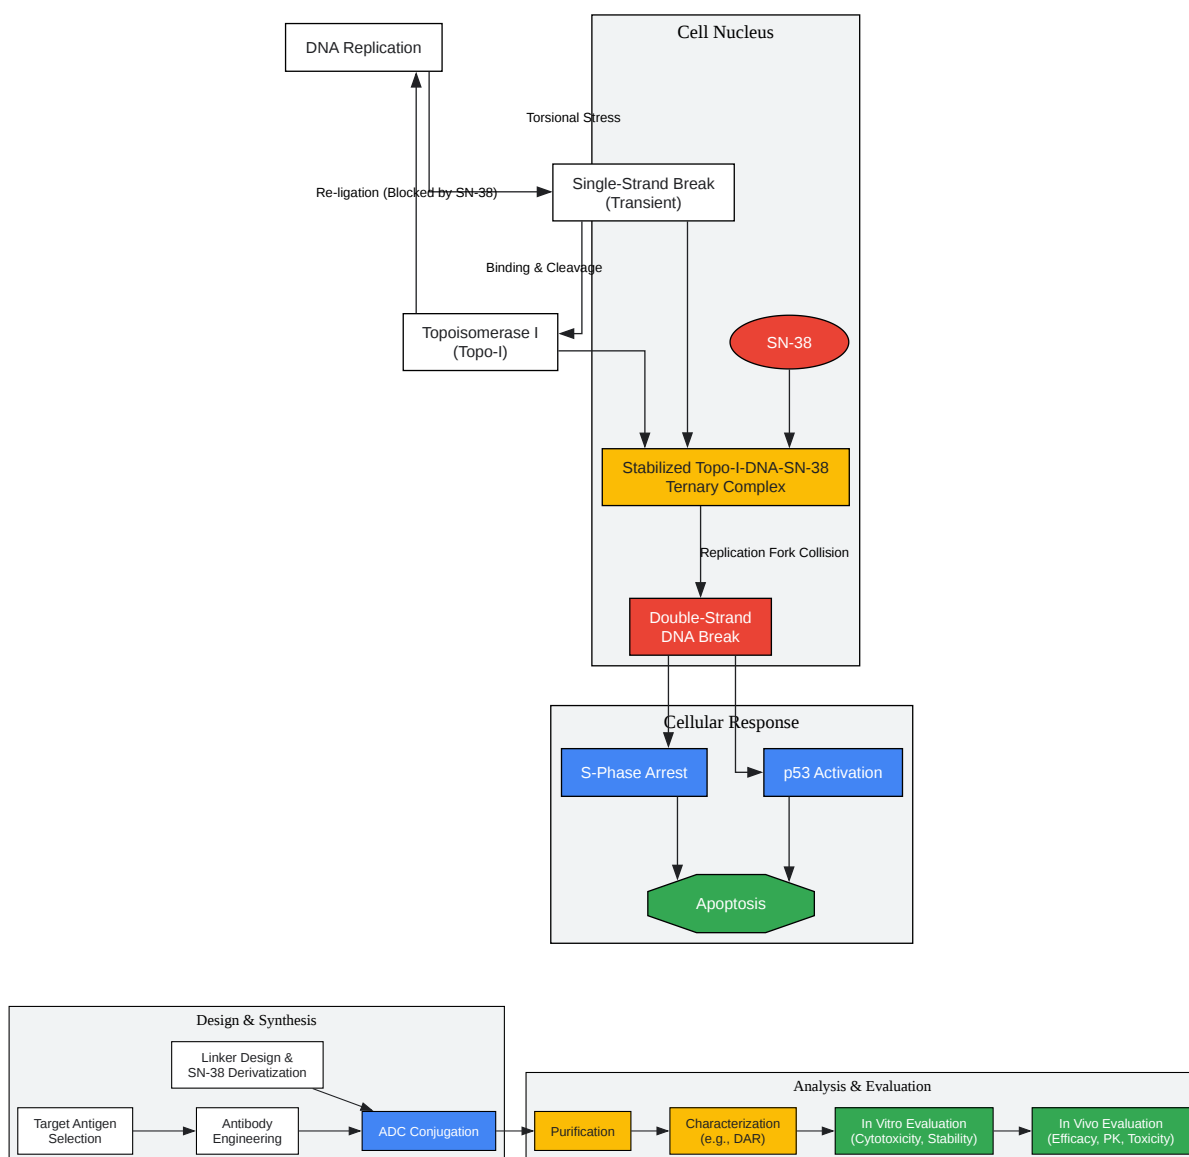 Cell Nucleus
DNA Replication
Torsional Stress
Single-Strand Break
(Transient)
Re-ligation (Blocked by SN-38)
Binding & Cleavage
Topoisomerase I
(Topo-I)
SN-38
Stabilized Topo-I-DNA-SN-38
Ternary Complex
Replication Fork Collision
Double-Strand
DNA Break
Cellular Response
S-Phase Arrest
p53 Activation
Apoptosis
Design & Synthesis
Linker Design &
SN-38 Derivatization
Target Antigen
Selection
Antibody
Engineering
ADC Conjugation
Analysis & Evaluation
Purification
Characterization
(e.g., DAR)
In Vitro Evaluation
(Cytotoxicity, Stability)
In Vivo Evaluation
(Efficacy, PK, Toxicity)